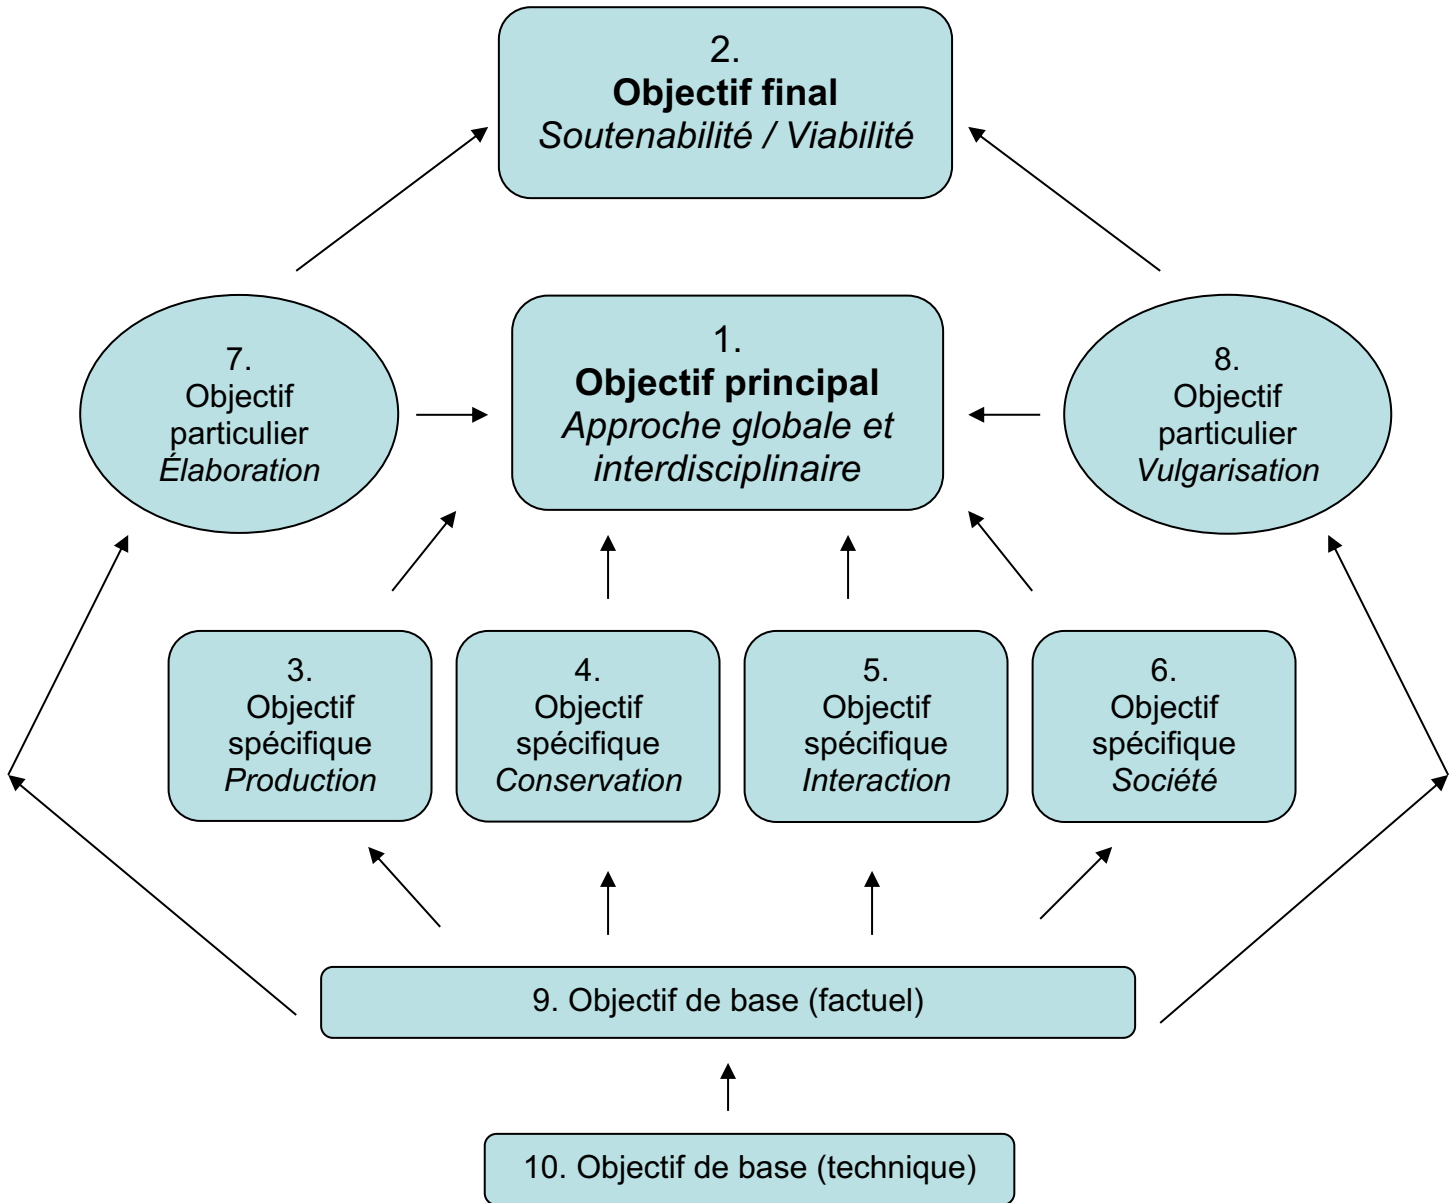 2.
Objectif final
Soutenabilité / Viabilité
7.
Objectif
particulier
Élaboration
1.
Objectif principal
Approche globale et
interdisciplinaire
8.
Objectif
particulier
Vulgarisation
3.
Objectif
spécifique
Production
4.
Objectif
spécifique
Conservation
5.
Objectif
spécifique
Interaction
6.
Objectif
spécifique
Société
9. Objectif de base (factuel)
10. Objectif de base (technique)